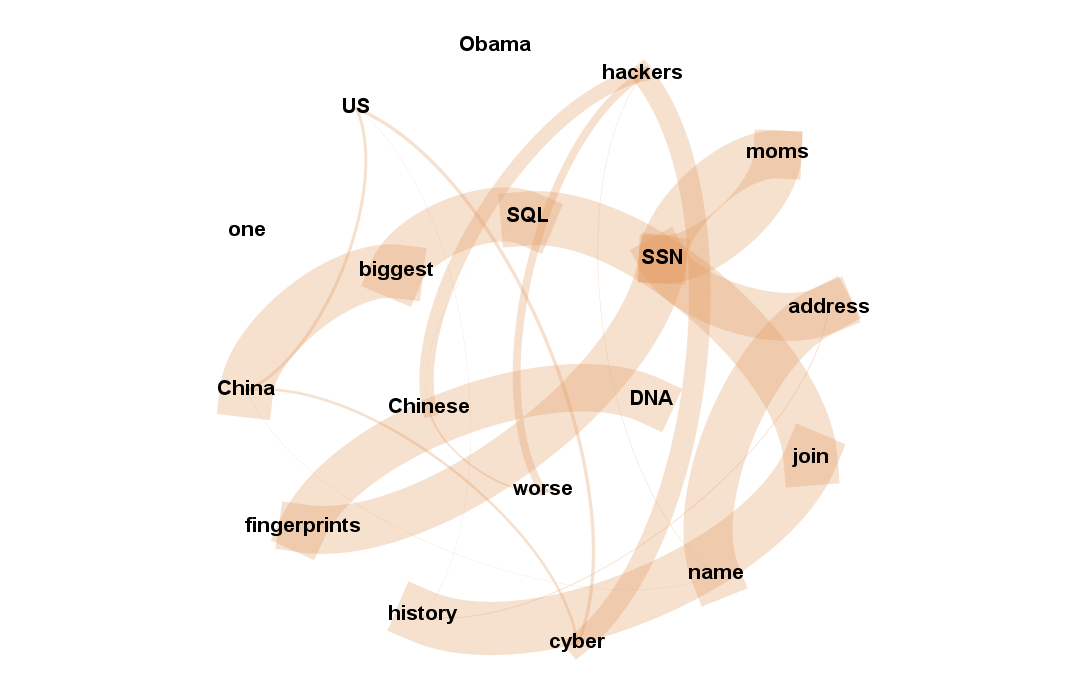 Obama
hackers
US
moms
SQL
one
SSN
biggest
address
China
DNA
Chinese
join
worse
fingerprints
name
history
cyber